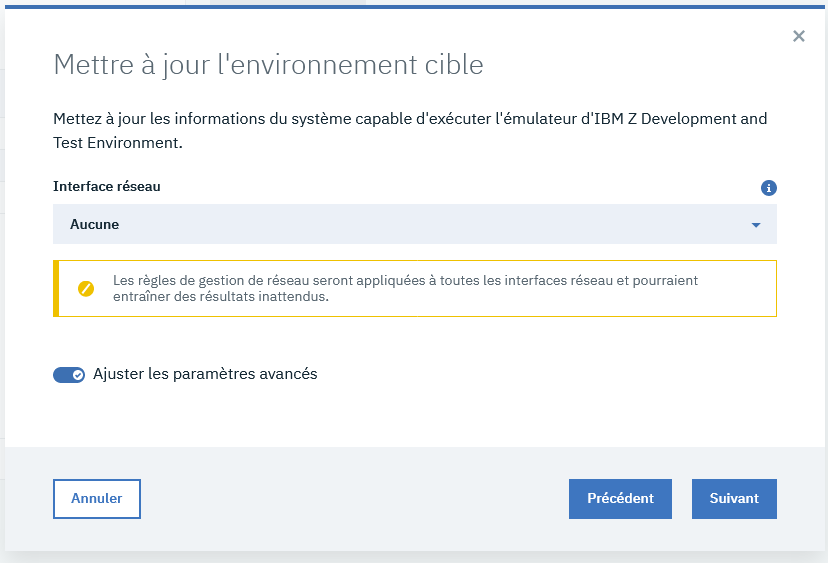 Mettre à jour l'environnement cible
Mettez à jour les informations du système capable d'exécuter l'émulateur d'IBM Z Development and
Test Environment.
Interface réseau
Aucune
Les règles de gestion de réseau seront appliquées à toutes les interfaces réseau et pourraient
entraîner des résultats inattendus.
Ajuster les paramètres avancés
Annuler
Précédent
Suivant